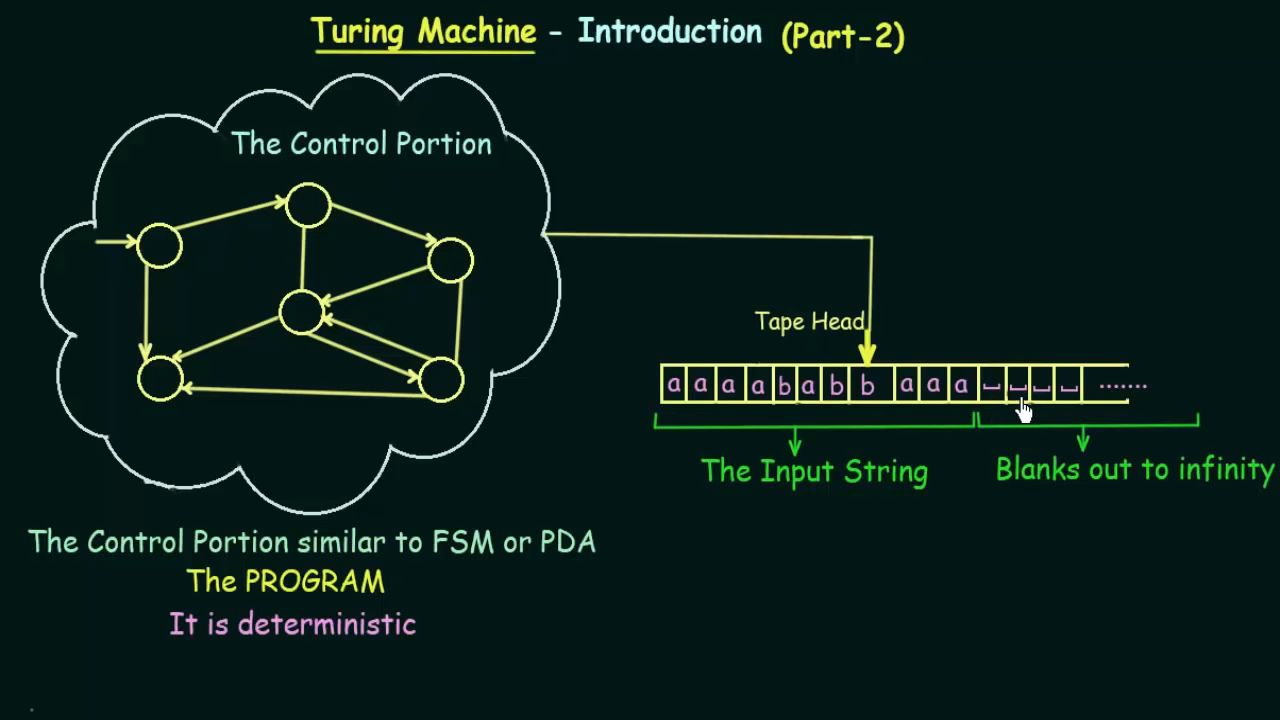 Turing Machine - Introduction (Part-2)
The Control Portion
Tape Head
a a a a b a b b a a a ⎵ ⎵ ⎵ ⎵ .......
The Input String
Blanks out to infinity
The Control Portion similar to FSM or PDA
The PROGRAM
It is deterministic